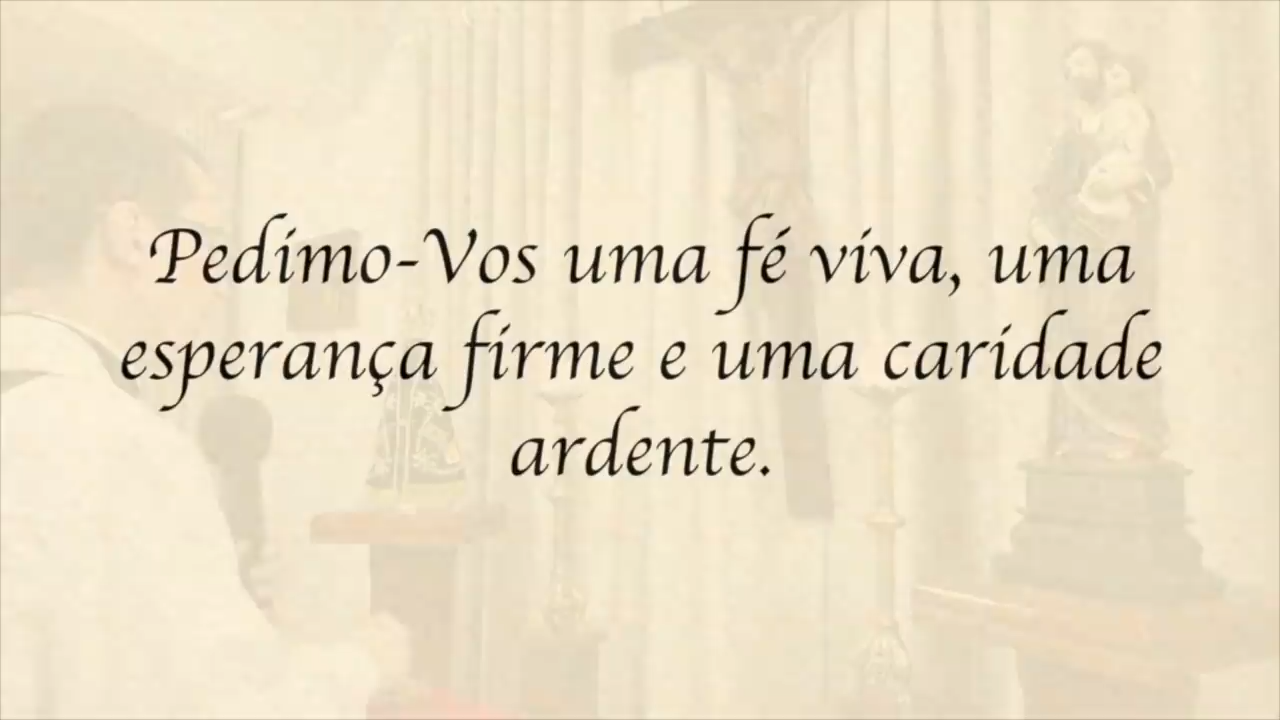 Pedimo-Vos uma fé viva, uma
esperança firme e uma caridade
ardente.